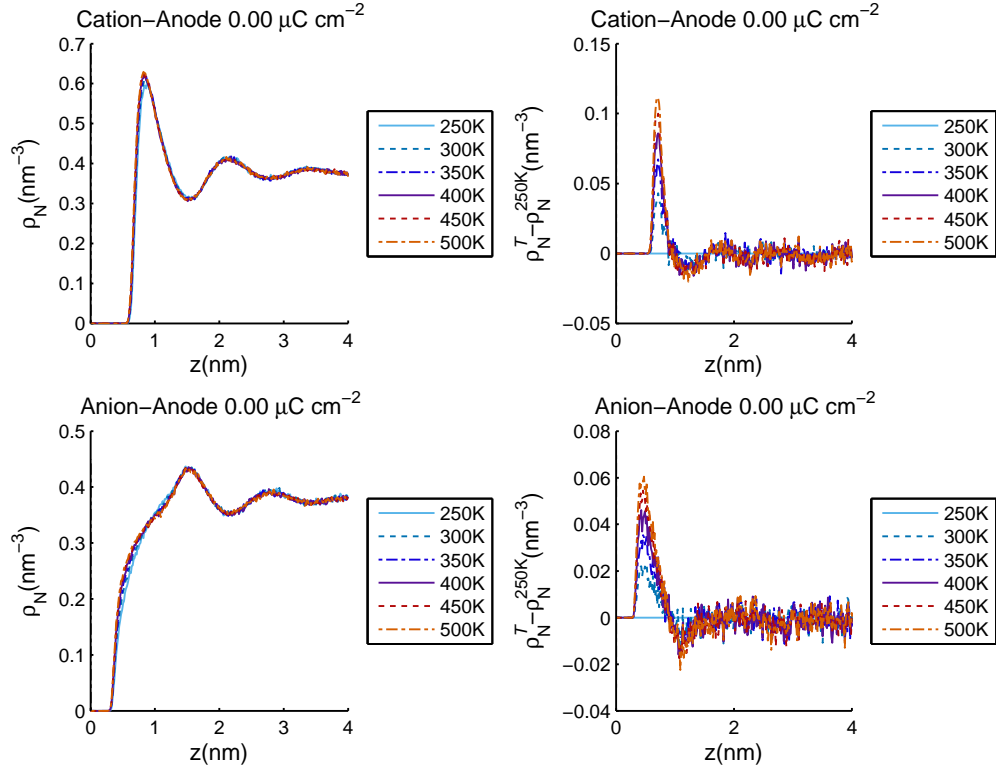 Cation−Anode 0.00 μC cm−2
0.7
0.6
0.5
0.4
0.3
0.2
0.1
0
ρN(nm−3)
0 1 2 3 4
z(nm)
250K
300K
350K
400K
450K
500K
Cation−Anode 0.00 μC cm−2
0.15
0.1
0.05
0
−0.05
ρNT−ρN250K(nm−3)
0 2 4
z(nm)
250K
300K
350K
400K
450K
500K
Anion−Anode 0.00 μC cm−2
0.5
0.4
0.3
0.2
0.1
0
ρN(nm−3)
0 1 2 3 4
z(nm)
250K
300K
350K
400K
450K
500K
Anion−Anode 0.00 μC cm−2
0.08
0.06
0.04
0.02
0
−0.02
−0.04
ρNT−ρN250K(nm−3)
0 2 4
z(nm)
250K
300K
350K
400K
450K
500K